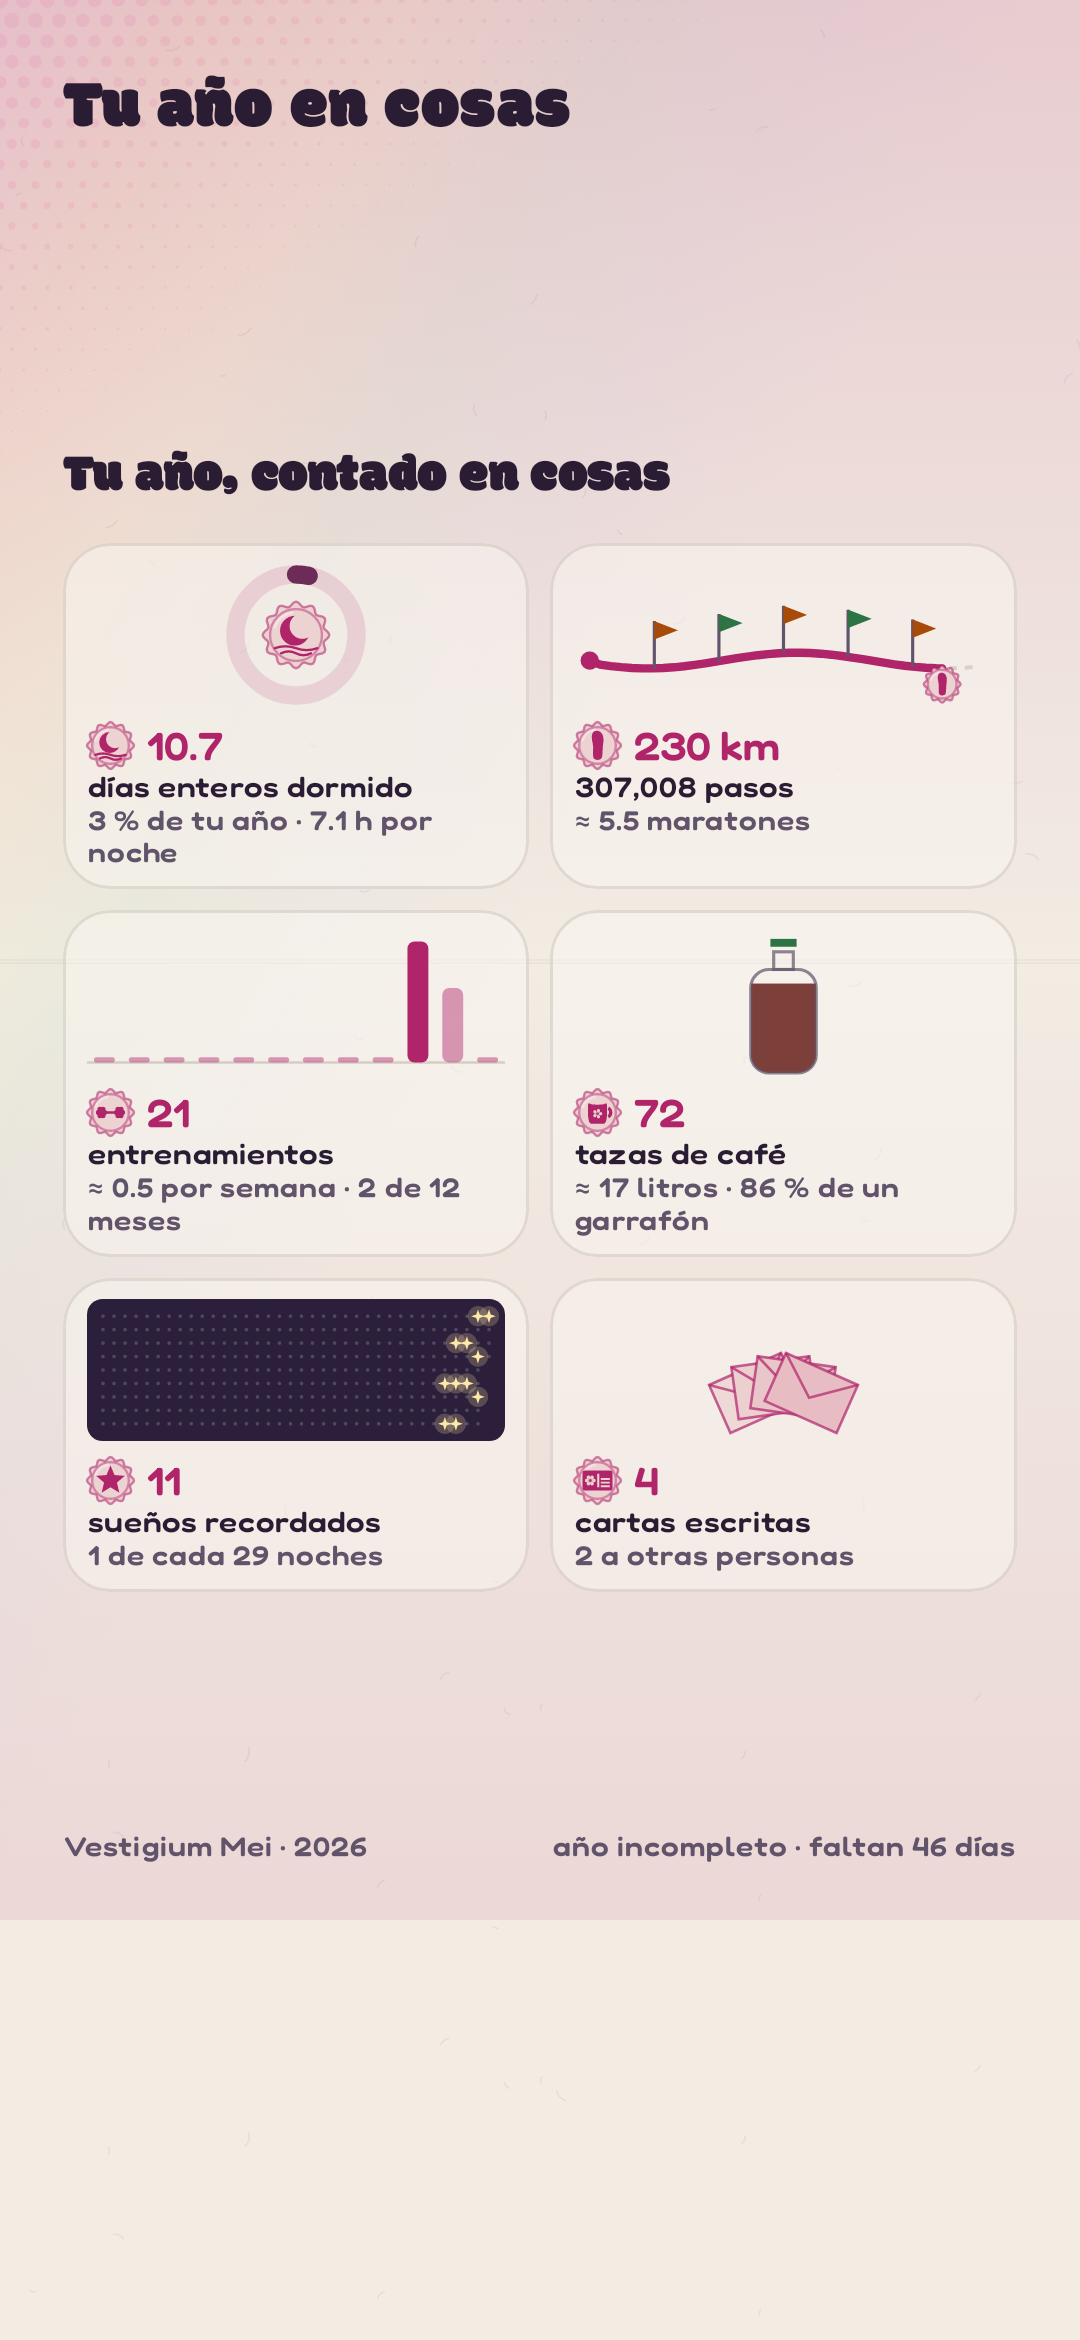 Tu año en cosas
Tu año, contado en cosas
10.7
días enteros dormido
3 % de tu año · 7.1 h por
noche
230 km
307,008 pasos
≈ 5.5 maratones
21
entrenamientos
≈ 0.5 por semana · 2 de 12
meses
72
tazas de café
≈ 17 litros · 86 % de un
garrafón
11
sueños recordados
1 de cada 29 noches
4
cartas escritas
2 a otras personas
Vestigium Mei · 2026
año incompleto · faltan 46 días